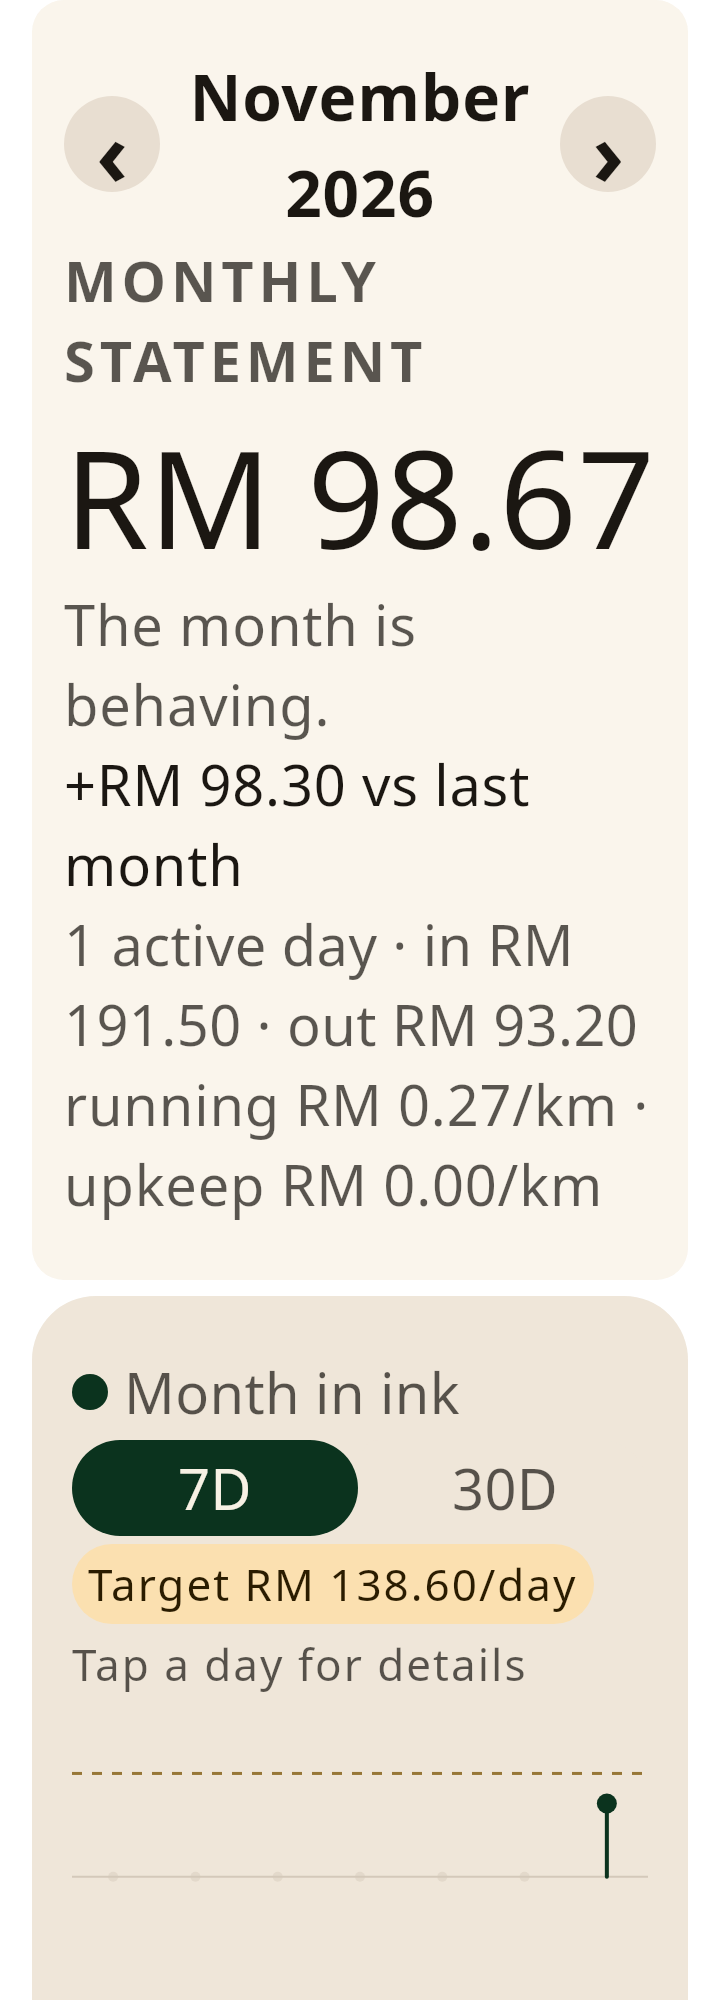 ‹
November
2026
›
MONTHLY
STATEMENT
RM 98.67
The month is
behaving.
+RM 98.30 vs last
month
1 active day · in RM
191.50 · out RM 93.20
running RM 0.27/km ·
upkeep RM 0.00/km
Month in ink
7D 30D
Target RM 138.60/day
Tap a day for details